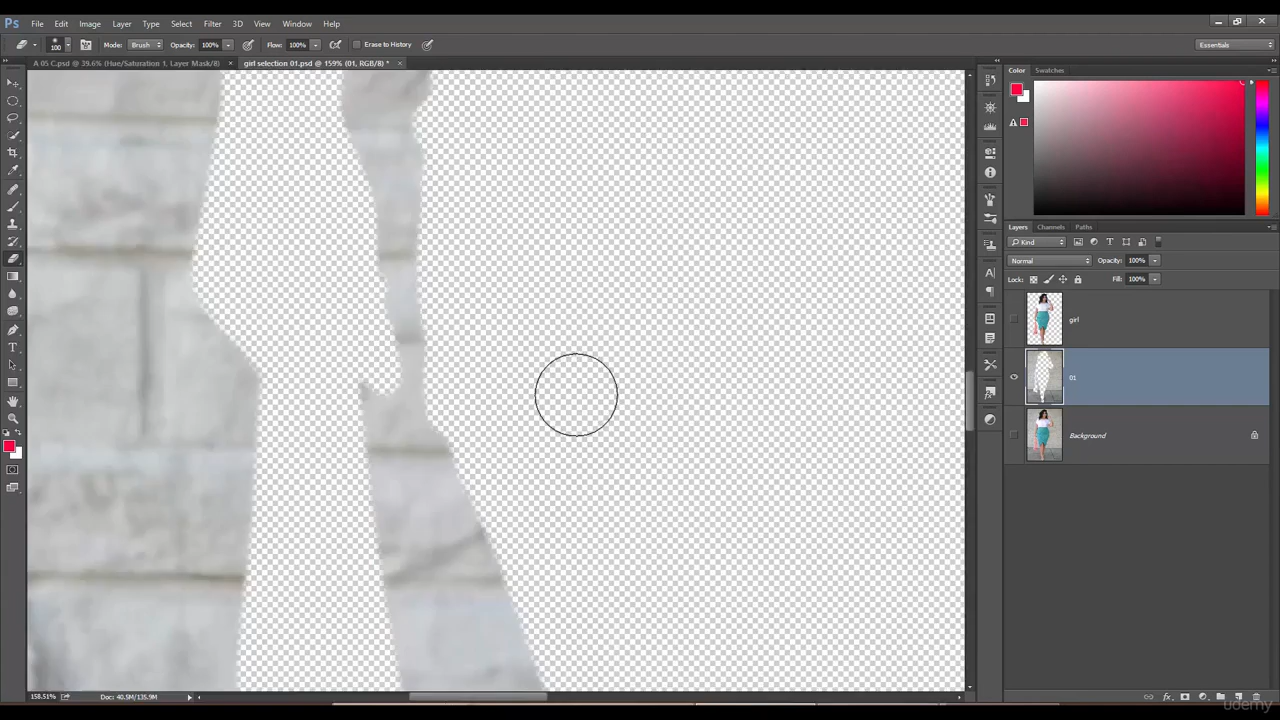 Ps File Edit Image Layer Type Select Filter 3D View Window Help
100 Mode: Brush Opacity: 100% Flow: 100% Erase to History Essentials
A 05 C.psd @ 39.6% (Hue/Saturation 1, Layer Mask/8) × girl selection 01.psd @ 159% (01, RGB/8) * ×
Color Swatches
Layers Channels Paths
Kind
Normal Opacity: 100%
Lock: Fill: 100%
girl
01
Background
158.51% Doc: 40.5M/135.9M
udemy